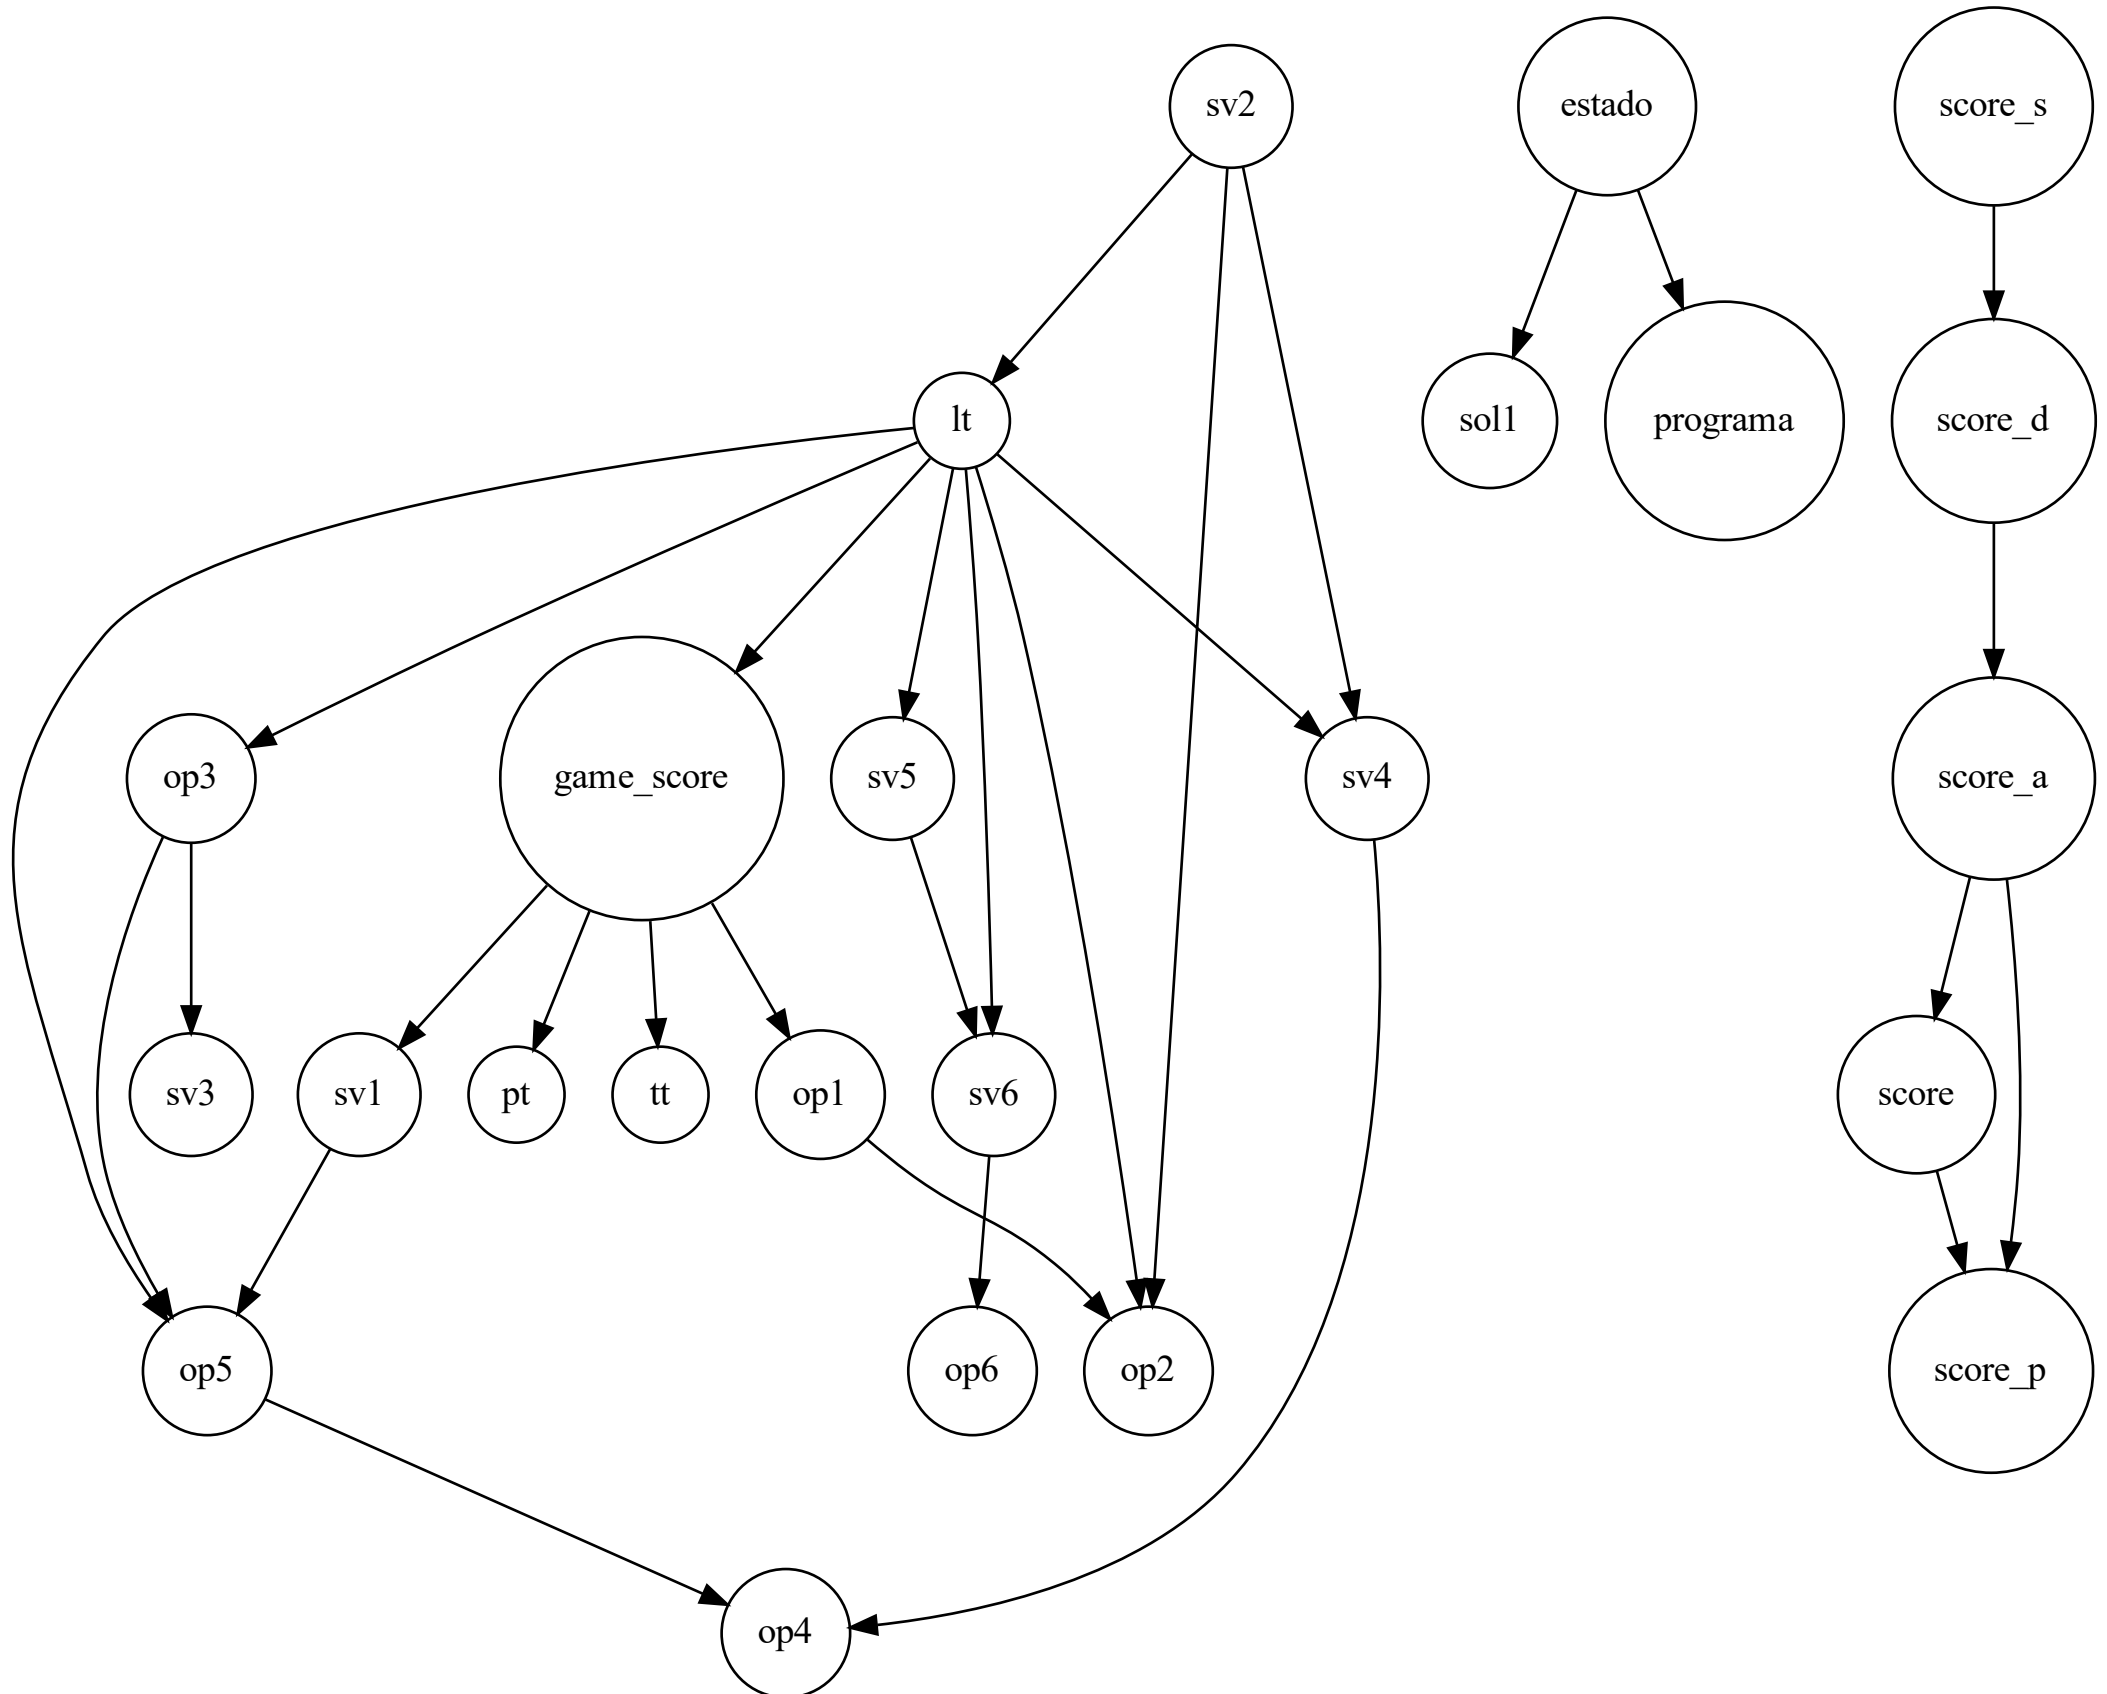 sv2
estado
score_s
lt
sol1
programa
score_d
op3
game_score
sv5
sv4
score_a
sv3
sv1
pt
tt
op1
sv6
score
op5
op6
op2
score_p
op4